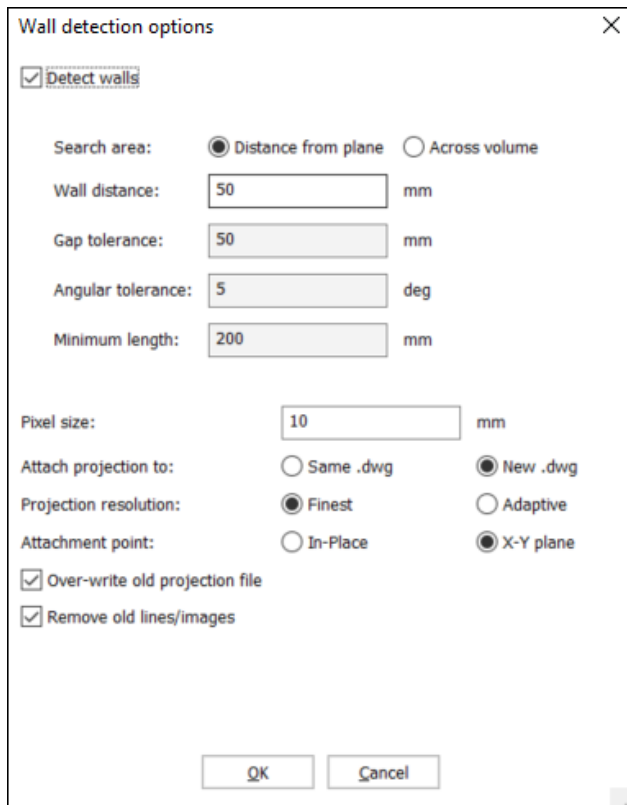 Wall detection options
Detect walls
Search area: Distance from plane Across volume
Wall distance: 50 mm
Gap tolerance: 50 mm
Angular tolerance: 5 deg
Minimum length: 200 mm
Pixel size: 10 mm
Attach projection to: Same .dwg New .dwg
Projection resolution: Finest Adaptive
Attachment point: In-Place X-Y plane
Over-write old projection file
Remove old lines/images
OK Cancel